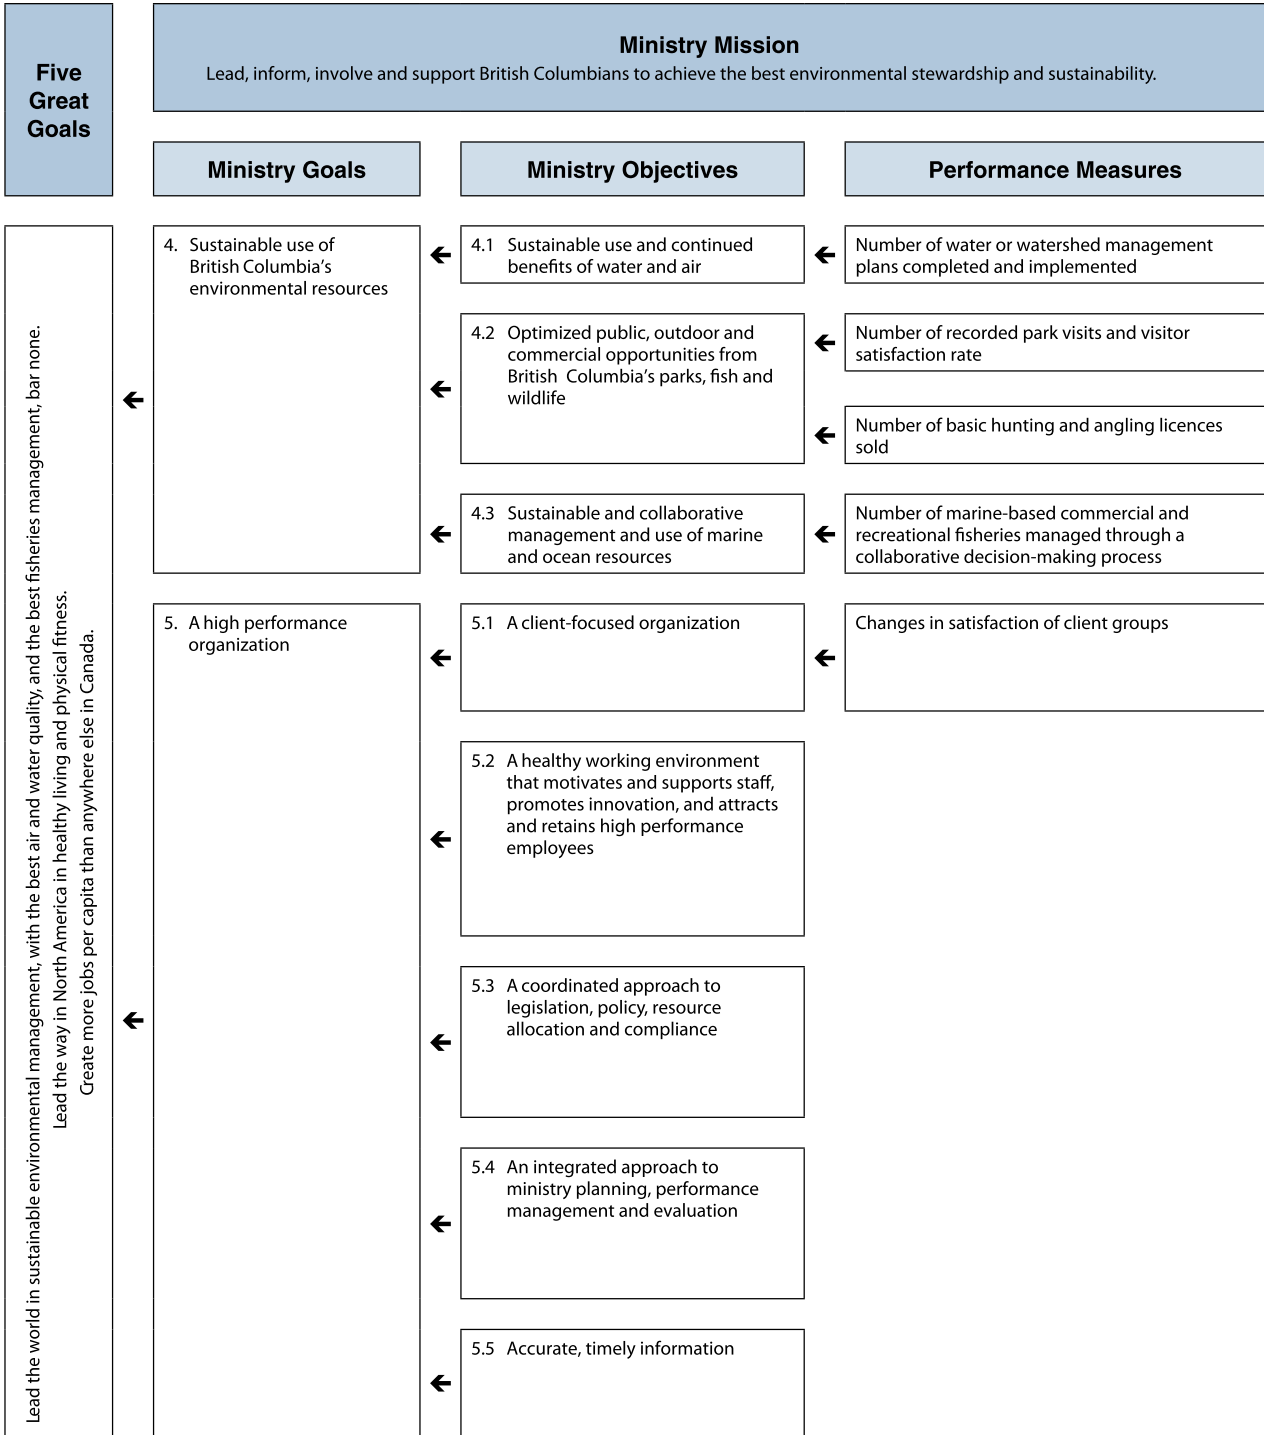 Five
Great
Goals
Ministry Mission
Lead, inform, involve and support British Columbians to achieve the best environmental stewardship and sustainability.
Ministry Goals
Ministry Objectives
Performance Measures
Lead the world in sustainable environmental management, with the best air and water quality, and the best fisheries management, bar none.
Lead the way in North America in healthy living and physical fitness.
Create more jobs per capita than anywhere else in Canada.
4. Sustainable use of
British Columbia's
environmental resources
4.1 Sustainable use and continued
benefits of water and air
Number of water or watershed management
plans completed and implemented
4.2 Optimized public, outdoor and
commercial opportunities from
British Columbia's parks, fish and
wildlife
Number of recorded park visits and visitor
satisfaction rate
Number of basic hunting and angling licences
sold
4.3 Sustainable and collaborative
management and use of marine
and ocean resources
Number of marine-based commercial and
recreational fisheries managed through a
collaborative decision-making process
5. A high performance
organization
5.1 A client-focused organization
Changes in satisfaction of client groups
5.2 A healthy working environment
that motivates and supports staff,
promotes innovation, and attracts
and retains high performance
employees
5.3 A coordinated approach to
legislation, policy, resource
allocation and compliance
5.4 An integrated approach to
ministry planning, performance
management and evaluation
5.5 Accurate, timely information